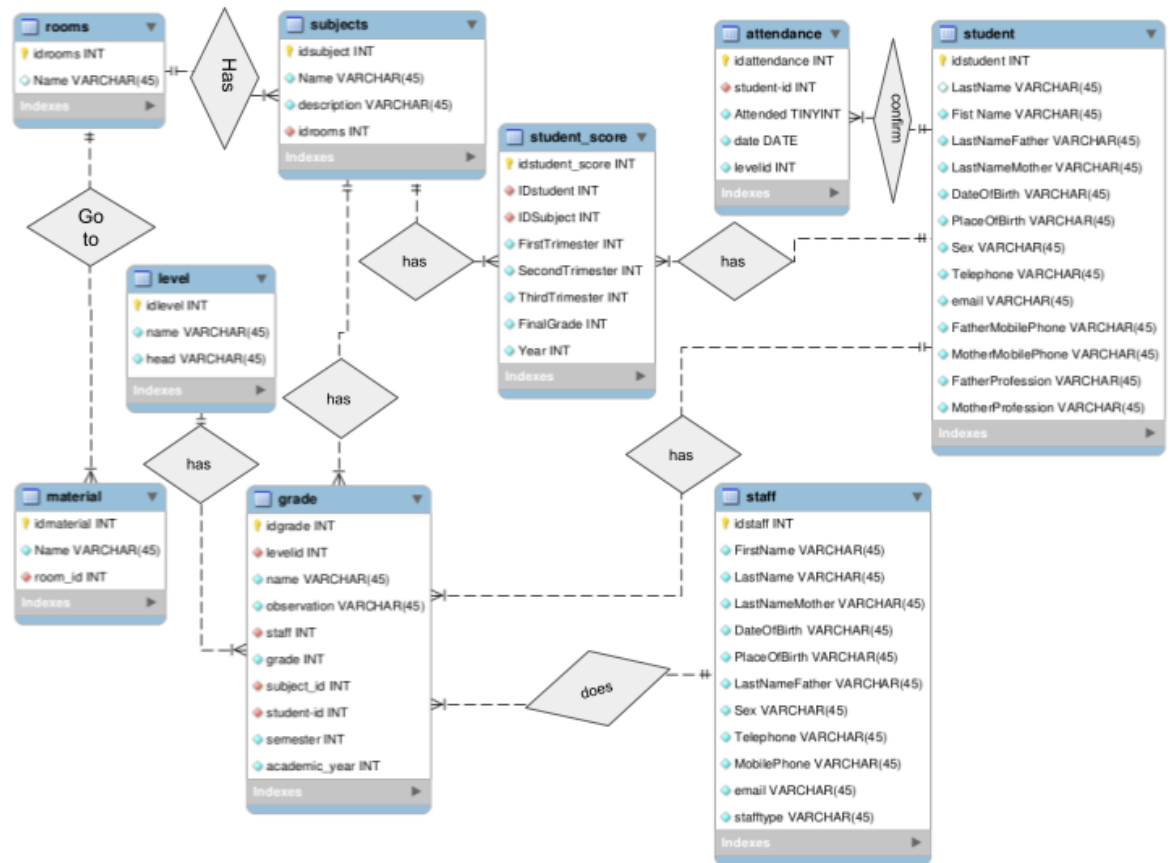 rooms
idrooms INT
Name VARCHAR(45)
Indexes
Has
subjects
idsubject INT
Name VARCHAR(45)
description VARCHAR(45)
idrooms INT
Indexes
attendance
idattendance INT
student-id INT
Attended TINYINT
date DATE
levelid INT
Indexes
confirm
student
idstudent INT
LastName VARCHAR(45)
Fist Name VARCHAR(45)
LastNameFather VARCHAR(45)
LastNameMother VARCHAR(45)
DateOfBirth VARCHAR(45)
PlaceOfBirth VARCHAR(45)
Sex VARCHAR(45)
Telephone VARCHAR(45)
email VARCHAR(45)
FatherMobilePhone VARCHAR(45)
MotherMobilePhone VARCHAR(45)
FatherProfession VARCHAR(45)
MotherProfession VARCHAR(45)
Indexes
student_score
idstudent_score INT
IDstudent INT
IDSubject INT
FirstTrimester INT
SecondTrimester INT
ThirdTrimester INT
FinalGrade INT
Year INT
Indexes
Go
to
has
has
level
idlevel INT
name VARCHAR(45)
head VARCHAR(45)
Indexes
has
has
has
material
idmaterial INT
Name VARCHAR(45)
room_id INT
Indexes
grade
idgrade INT
levelid INT
name VARCHAR(45)
observation VARCHAR(45)
staff INT
grade INT
subject_id INT
student-id INT
semester INT
academic_year INT
Indexes
does
staff
idstaff INT
FirstName VARCHAR(45)
LastName VARCHAR(45)
LastNameMother VARCHAR(45)
DateOfBirth VARCHAR(45)
PlaceOfBirth VARCHAR(45)
LastNameFather VARCHAR(45)
Sex VARCHAR(45)
Telephone VARCHAR(45)
MobilePhone VARCHAR(45)
email VARCHAR(45)
stafftype VARCHAR(45)
Indexes